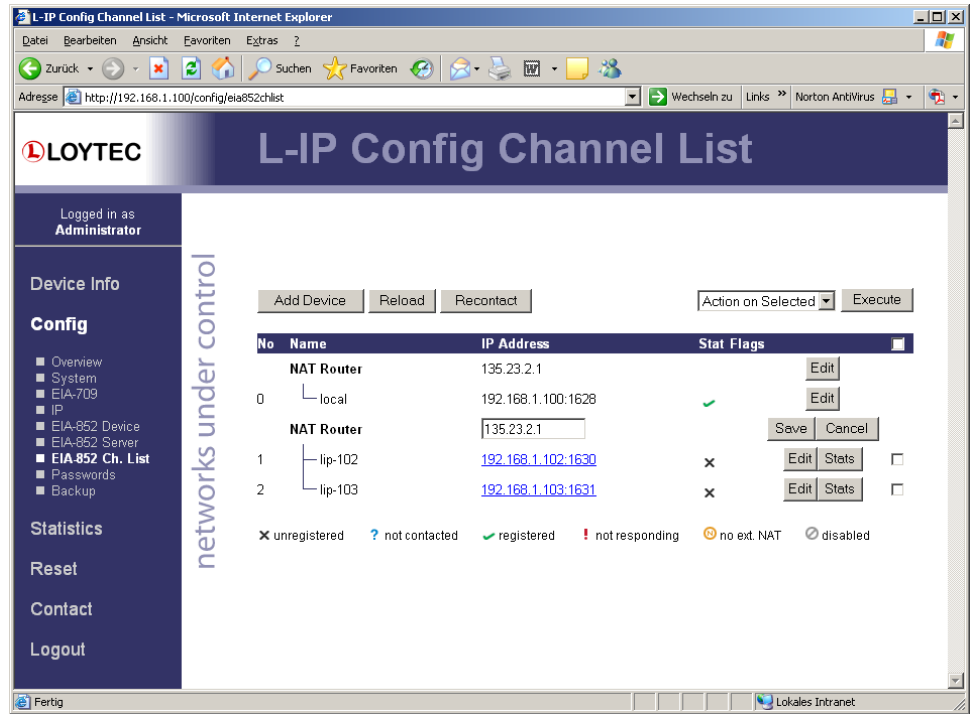 L-IP Config Channel List - Microsoft Internet Explorer
Datei Bearbeiten Ansicht Favoriten Extras ?
Zurück Suchen Favoriten
Adresse http://192.168.1.100/config/eia852chlist Wechseln zu Links » Norton AntiVirus
LOYTEC
L-IP Config Channel List
Logged in as
Administrator
Device Info
Config
Overview
System
EIA-709
IP
EIA-852 Device
EIA-852 Server
EIA-852 Ch. List
Passwords
Backup
Statistics
Reset
Contact
Logout
networks under control
Add Device Reload Recontact Action on Selected Execute
No Name IP Address Stat Flags
NAT Router 135.23.2.1 Edit
0 local 192.168.1.100:1628 Edit
NAT Router 135.23.2.1 Save Cancel
1 lip-102 192.168.1.102:1630 Edit Stats
2 lip-103 192.168.1.103:1631 Edit Stats
unregistered ? not contacted registered ! not responding N no ext. NAT disabled
Fertig Lokales Intranet